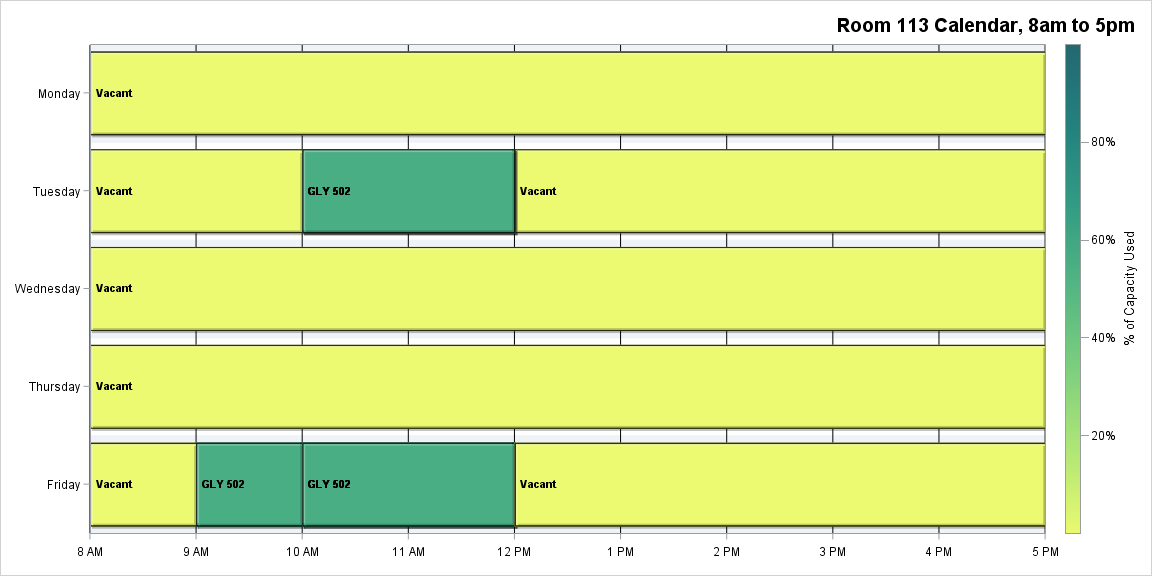 Room 113 Calendar, 8am to 5pm
Monday
Vacant
Tuesday
Vacant
GLY 502
Vacant
Wednesday
Vacant
Thursday
Vacant
Friday
Vacant
GLY 502
GLY 502
Vacant
8 AM
9 AM
10 AM
11 AM
12 PM
1 PM
2 PM
3 PM
4 PM
5 PM
80%
60%
40%
20%
% of Capacity Used